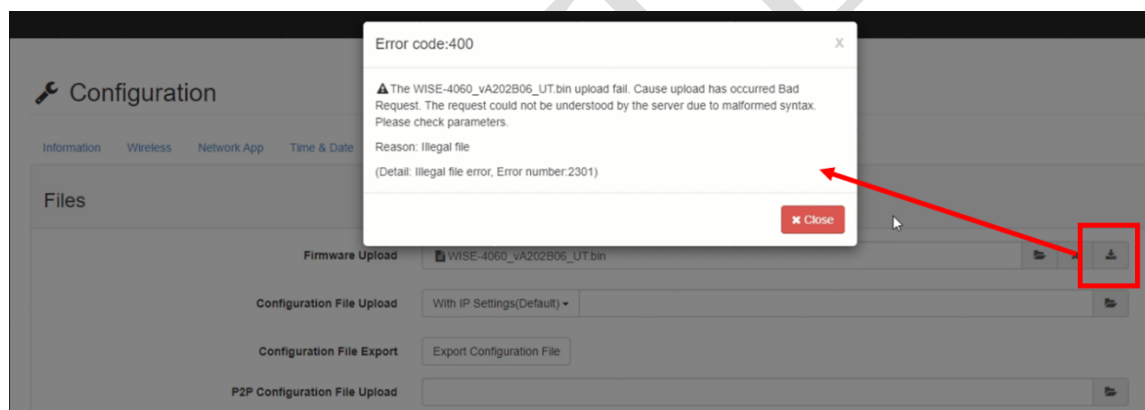 Error code:400 x
Configuration
⚠ The WISE-4060_vA202B06_UT.bin upload fail. Cause upload has occurred Bad
Request. The request could not be understood by the server due to malformed syntax.
Please check parameters.
Reason: Illegal file
(Detail: Illegal file error, Error number:2301)
✖ Close
Information Wireless Network App Time & Date
Files
Firmware Upload WISE-4060_vA202B06_UT.bin
Configuration File Upload With IP Settings(Default)
Configuration File Export Export Configuration File
P2P Configuration File Upload